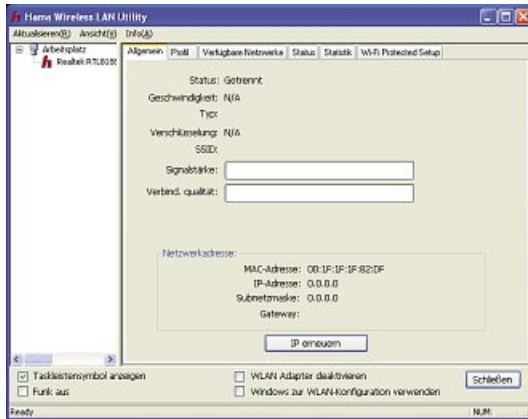 Hama Wireless LAN Utility
Aktualisieren(R) Ansicht(V) Info(A)
Arbeitsplatz
Realtek RTL818
Allgemein Profil Verfügbare Netzwerke Status Statistik Wi-Fi Protected Setup
Status: Getrennt
Geschwindigkeit: N/A
Typ:
Verschlüsselung: N/A
SSID:
Signalstärke:
Verbind. qualität:
Netzwerkadresse:
MAC-Adresse: 00:1F:1F:1F:82:DF
IP-Adresse: 0.0.0.0
Subnetzmaske: 0.0.0.0
Gateway:
IP erneuern
Taskleistensymbol anzeigen
WLAN Adapter deaktivieren
Funk aus
Windows zur WLAN-Konfiguration verwenden
Schließen
Ready
NUM